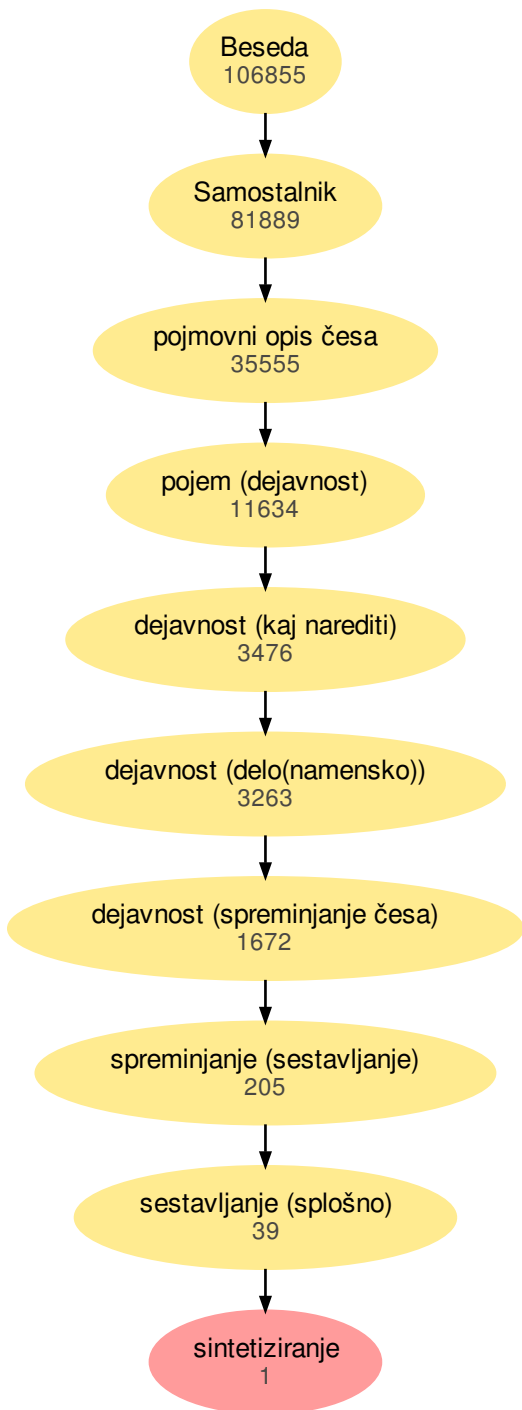 Beseda
106855
Samostalnik
81889
pojmovni opis česa
35555
pojem (dejavnost)
11634
dejavnost (kaj narediti)
3476
dejavnost (delo(namensko))
3263
dejavnost (spreminjanje česa)
1672
spreminjanje (sestavljanje)
205
sestavljanje (splošno)
39
sintetiziranje
1